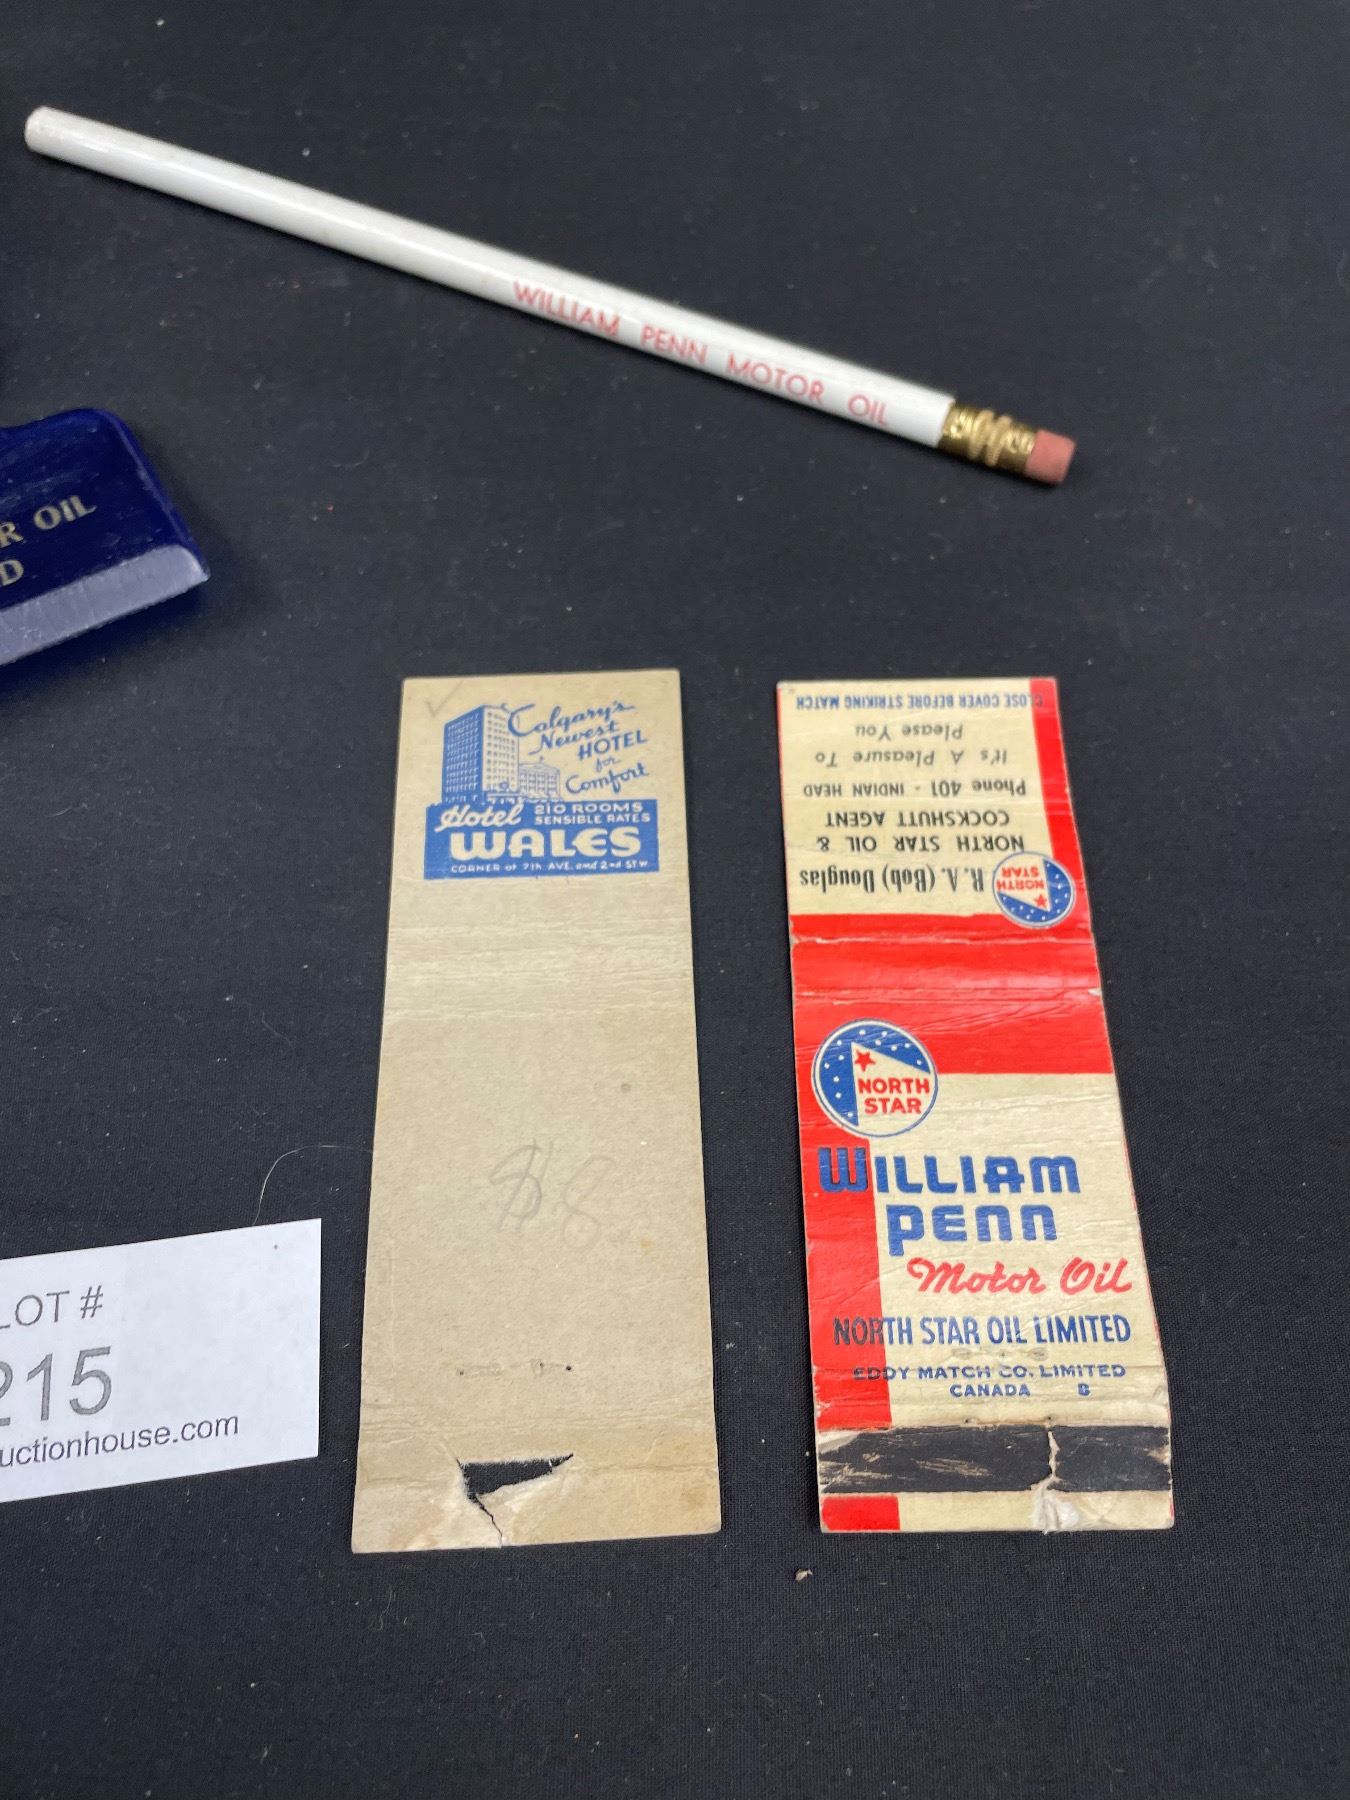 WILLIAM PENN MOTOR OIL
R OIL
D
Calgary's
Newest
HOTEL
for
Comfort
Hotel 210 ROOMS
SENSIBLE RATES
WALES
CORNER of 7th. AVE. and 2nd ST W.
$8
CLOSE COVER BEFORE STRIKING MATCH
Please You
It's A Pleasure To
Phone 401 - INDIAN HEAD
COCKSHUTT AGENT
NORTH STAR OIL &
R. A. (Bob) Douglas
NORTH
STAR
NORTH
STAR
WILLIAM
PENN
Motor Oil
NORTH STAR OIL LIMITED
EDDY MATCH CO. LIMITED
CANADA 8
LOT #
215
uctionhouse.com